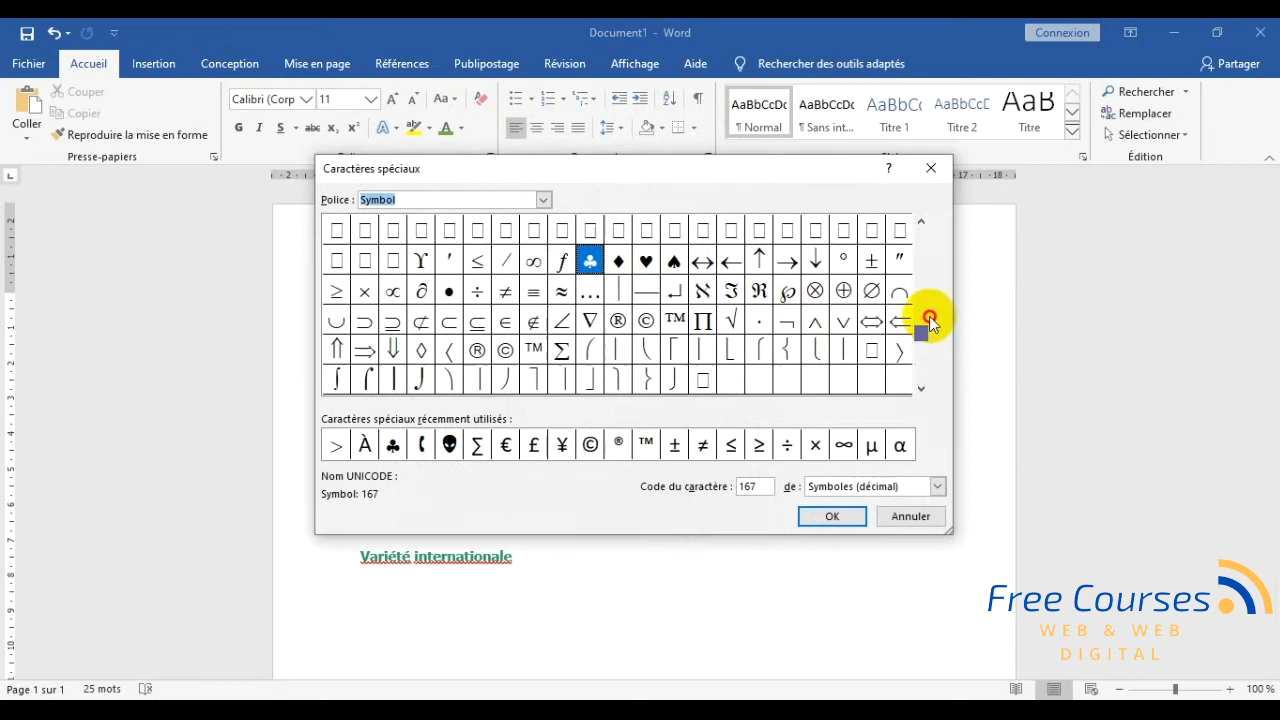 Document1 - Word
Connexion
Fichier Accueil Insertion Conception Mise en page Références Publipostage Révision Affichage Aide Rechercher des outils adaptés Partager
Coller
Couper
Copier
Reproduire la mise en forme
Presse-papiers
Calibri (Corp 11
AaBbCcDc AaBbCcDc AaBbCc AaBbCcD AaB
¶ Normal ¶ Sans int... Titre 1 Titre 2 Titre
Rechercher
Remplacer
Sélectionner
Édition
Caractères spéciaux
Police : Symbol
ϒ ′ ≤ ⁄ ∞ ƒ ♣ ♦ ♥ ♠ ↔ ← ↑ → ↓ ° ± ″
≥ × ∝ ∂ • ÷ ≠ ≡ ≈ … | — ↵ ℵ ℑ ℜ ℘ ⊗ ⊕ ∅ ∩
∪ ⊃ ⊇ ⊄ ⊂ ⊆ ∈ ∉ ∠ ∇ ® © ™ ∏ √ ⋅ ¬ ∧ ∨ ⇔ ⇐
⇑ ⇒ ⇓ ◊ 〈 ® © ™ ∑ ⎛ ⎜ ⎝ ⎡ ⎢ ⎣ ⎧ ⎨ ⎩ ⎪ 〉
∫ ⌠ ⎮ ⌡ ⎞ ⎟ ⎠ ⎤ ⎥ ⎦ ⎫ ⎬ ⎭
Caractères spéciaux récemment utilisés :
> À ♣ ∑ € £ ¥ © ® ™ ± ≠ ≤ ≥ ÷ × ∞ µ α
Nom UNICODE :
Symbol: 167
Code du caractère : 167 de : Symboles (décimal)
OK Annuler
Variété internationale
Free Courses
WEB & WEB
DIGITAL
Page 1 sur 1 25 mots 100 %